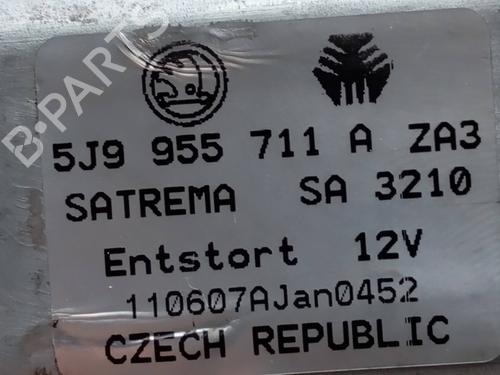 B-PARTS
5J9 955 711 A ZA3
SATREMA SA 3210
Entstort 12V
110607AJan0452
CZECH REPUBLIC